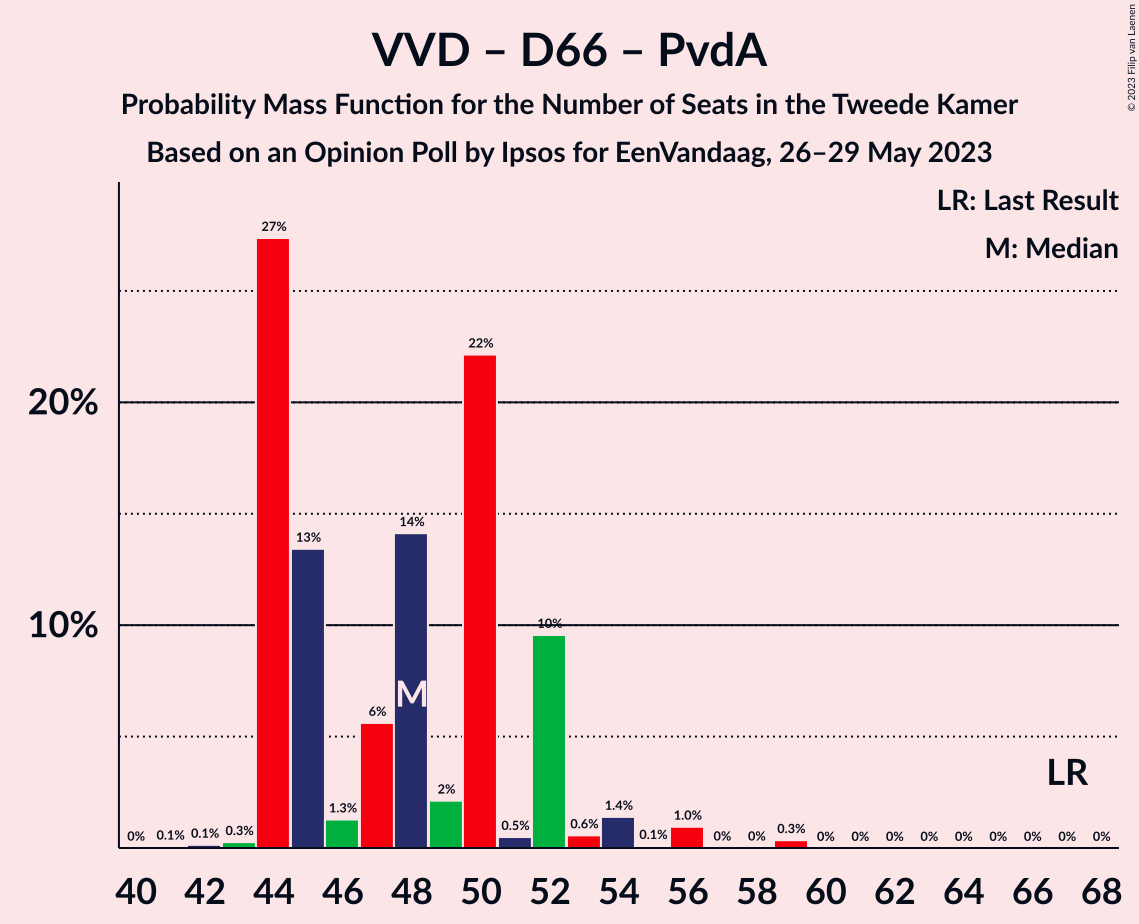 VVD – D66 – PvdA
Probability Mass Function for the Number of Seats in the Tweede Kamer
Based on an Opinion Poll by Ipsos for EenVandaag, 26–29 May 2023
© 2023 Filip van Laenen
LR: Last Result
M: Median
20%
10%
0% 0.1% 0.1% 0.3% 27% 13% 1.3% 6% 14% 2% 22% 0.5% 10% 0.6% 1.4% 0.1% 1.0% 0% 0% 0.3% 0% 0% 0% 0% 0% 0% 0% 0% 0%
M
LR
40 42 44 46 48 50 52 54 56 58 60 62 64 66 68